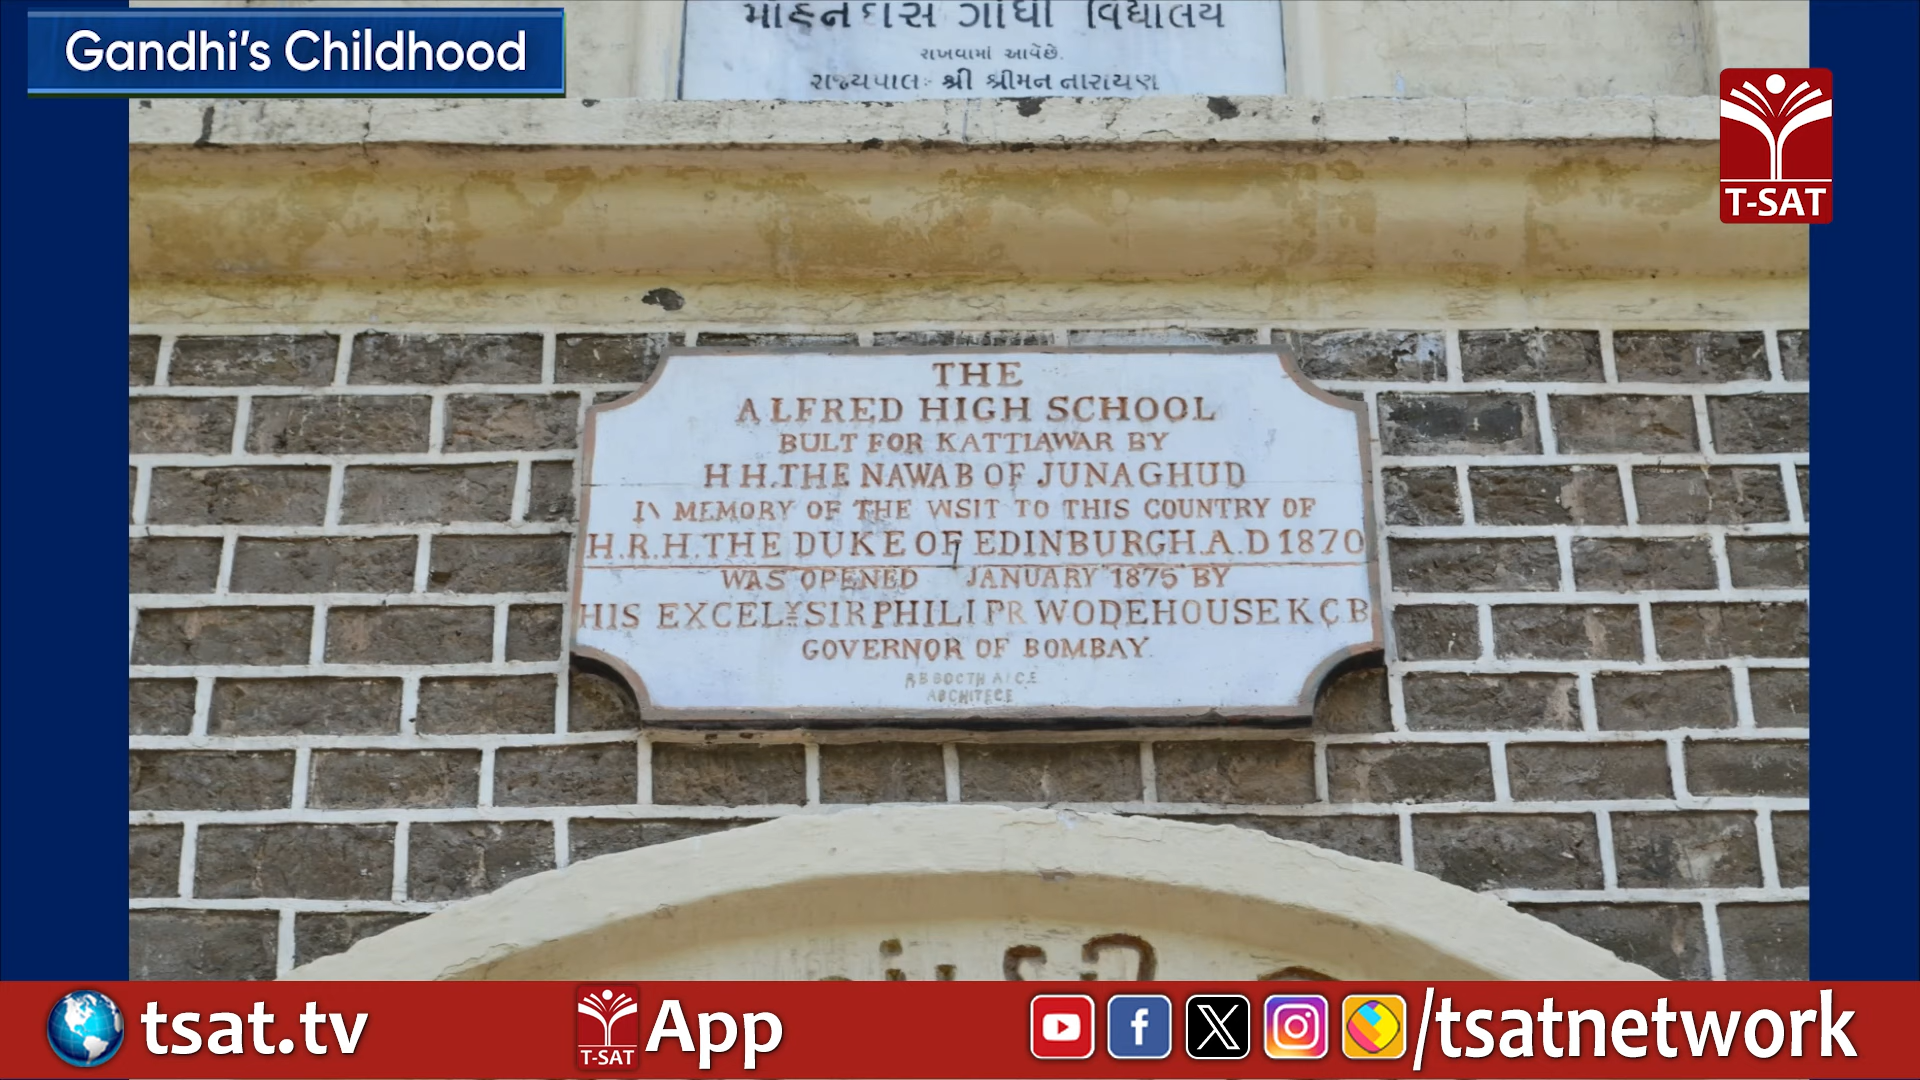 Gandhi's Childhood
મોહનદાસ ગાંધી વિદ્યાલય
રાખવામાં આવેછે.
રાજ્યપાલ:- શ્રી શ્રીમન નારાયણ
T-SAT
THE
ALFRED HIGH SCHOOL
BULT FOR KATTIAWAR BY
H H.THE NAWAB OF JUNAGHUD
IN MEMORY OF THE VISIT TO THIS COUNTRY OF
H.R.H.THE DUKE OF EDINBURGH.A.D 1870
WAS OPENED JANUARY 1875 BY
HIS EXCELY SIR PHILIP R WODEHOUSE K C B
GOVERNOR OF BOMBAY.
tsat.tv
T-SAT
App
/tsatnetwork